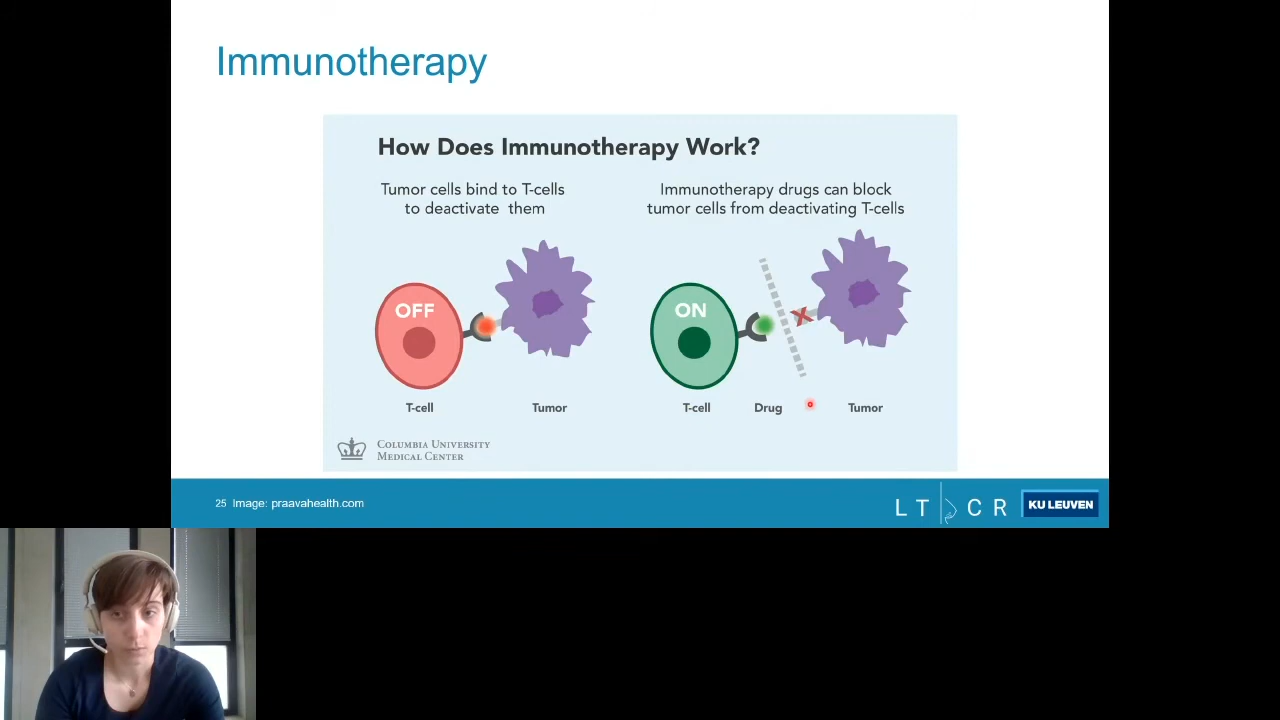 Immunotherapy
How Does Immunotherapy Work?
Tumor cells bind to T-cells
to deactivate them
Immunotherapy drugs can block
tumor cells from deactivating T-cells
OFF
ON
T-cell
Tumor
T-cell
Drug
Tumor
COLUMBIA UNIVERSITY
MEDICAL CENTER
25 Image: praavahealth.com
LT CR
KU LEUVEN